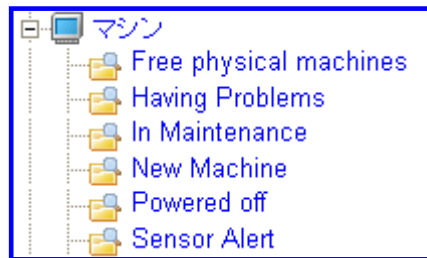 マシン
Free physical machines
Having Problems
In Maintenance
New Machine
Powered off
Sensor Alert